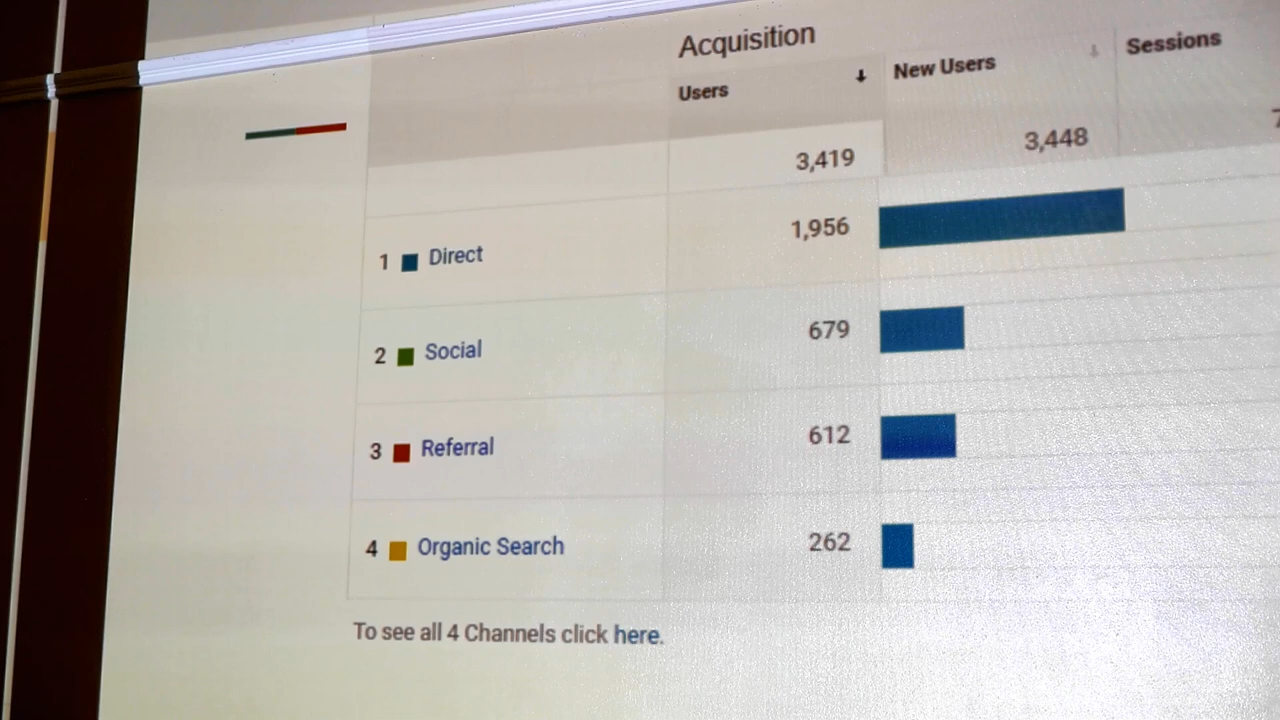 Acquisition
Users New Users Sessions
3,419 3,448
1 Direct 1,956
2 Social 679
3 Referral 612
4 Organic Search 262
To see all 4 Channels click here.